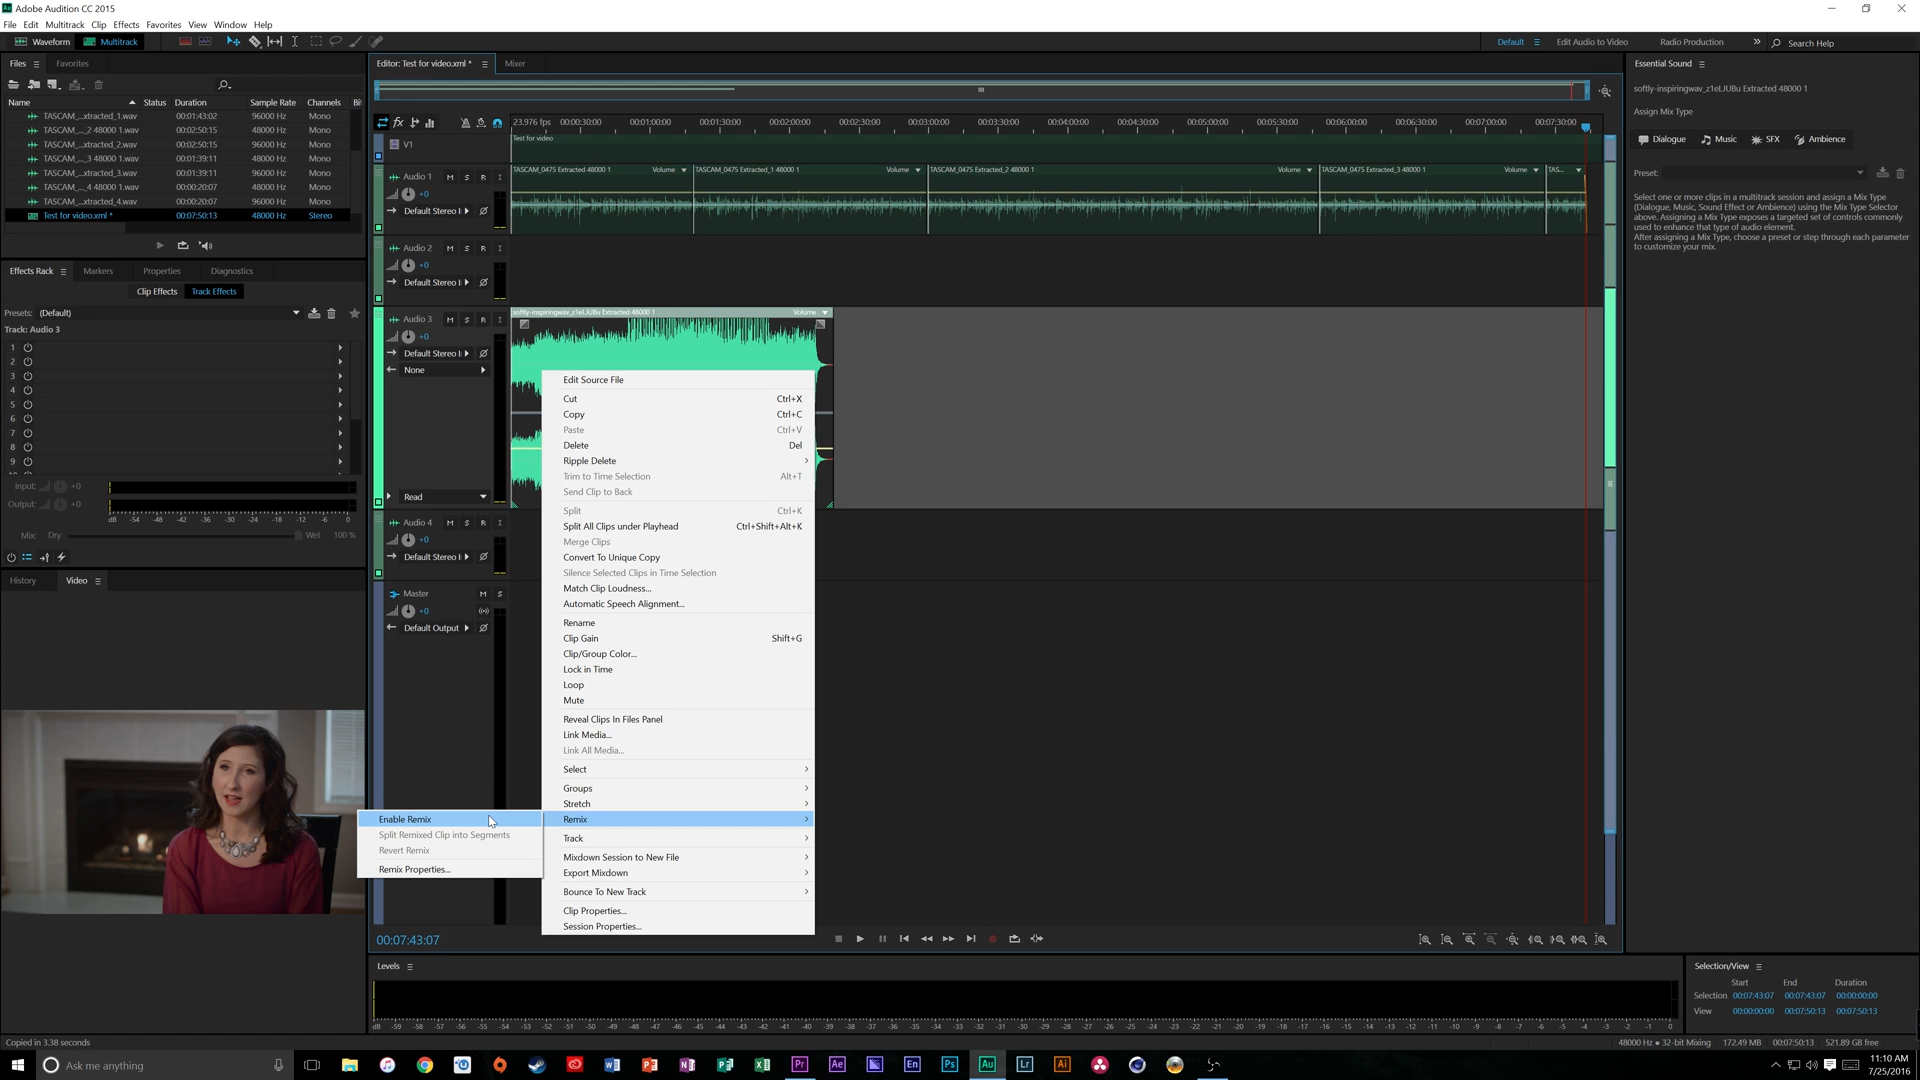 Adobe Audition CC 2015
File Edit Multitrack Clip Effects Favorites View Window Help
Waveform Multitrack
Default Edit Audio to Video Radio Production » Search Help
Files Favorites
Name Status Duration Sample Rate Channels Bi
TASCAM_...xtracted_1.wav 00:01:43:02 96000 Hz Mono
TASCAM_..._2 48000 1.wav 00:02:50:15 48000 Hz Mono
TASCAM_...xtracted_2.wav 00:02:50:15 96000 Hz Mono
TASCAM_..._3 48000 1.wav 00:01:39:11 48000 Hz Mono
TASCAM_...xtracted_3.wav 00:01:39:11 96000 Hz Mono
TASCAM_..._4 48000 1.wav 00:00:20:07 48000 Hz Mono
TASCAM_...xtracted_4.wav 00:00:20:07 96000 Hz Mono
Test for video.xml * 00:07:50:13 48000 Hz Stereo
Effects Rack Markers Properties Diagnostics
Clip Effects Track Effects
Presets: (Default)
Track: Audio 3
1
2
3
4
5
6
7
8
9
Input: +0
Output: +0
dB -54 -48 -42 -36 -30 -24 -18 -12 -6 0
Mix: Dry Wet 100 %
History Video
Editor: Test for video.xml * Mixer
fx 23.976 fps 00:00:30:00 00:01:00:00 00:01:30:00 00:02:00:00 00:02:30:00 00:03:00:00 00:03:30:00 00:04:00:00 00:04:30:00 00:05:00:00 00:05:30:00 00:06:00:00 00:06:30:00 00:07:00:00 00:07:30:00
V1 Test for video
TASCAM_0475 Extracted 48000 1 Volume TASCAM_0475 Extracted_1 48000 1 Volume TASCAM_0475 Extracted_2 48000 1 Volume TASCAM_0475 Extracted_3 48000 1 Volume TAS...
Audio 1 M S R I
+0
Default Stereo I
Audio 2 M S R I
+0
Default Stereo I
softly-inspiringwav_z1eLJUBu Extracted 48000 1 Volume
Audio 3 M S R I
+0
Default Stereo I
None
Read
Audio 4 M S R I
+0
Default Stereo I
Master M S
+0
Default Output
Edit Source File
Cut Ctrl+X
Copy Ctrl+C
Paste Ctrl+V
Delete Del
Ripple Delete
Trim to Time Selection Alt+T
Send Clip to Back
Split Ctrl+K
Split All Clips under Playhead Ctrl+Shift+Alt+K
Merge Clips
Convert To Unique Copy
Silence Selected Clips in Time Selection
Match Clip Loudness...
Automatic Speech Alignment...
Rename
Clip Gain Shift+G
Clip/Group Color...
Lock in Time
Loop
Mute
Reveal Clips In Files Panel
Link Media...
Link All Media...
Select
Groups
Stretch
Remix
Track
Mixdown Session to New File
Export Mixdown
Bounce To New Track
Clip Properties...
Session Properties...
Enable Remix
Split Remixed Clip into Segments
Revert Remix
Remix Properties...
00:07:43:07
Essential Sound
softly-inspiringwav_z1eLJUBu Extracted 48000 1
Assign Mix Type
Dialogue Music SFX Ambience
Preset:
Select one or more clips in a multitrack session and assign a Mix Type
(Dialogue, Music, Sound Effect or Ambience) using the Mix Type Selector
above. Assigning a Mix Type exposes a targeted set of controls commonly
used to enhance that type of audio element.
After assigning a Mix Type, choose a preset or step through each parameter
to customize your mix.
Levels
dB -59 -58 -57 -56 -55 -54 -53 -52 -51 -50 -49 -48 -47 -46 -45 -44 -43 -42 -41 -40 -39 -38 -37 -36 -35 -34 -33 -32 -31 -30 -29 -28 -27 -26 -25 -24 -23 -22 -21 -20 -19 -18 -17 -16 -15 -14 -13 -12 -11 -10 -9 -8 -7 -6 -5 -4 -3 -2 -1 0
Selection/View
Start End Duration
Selection 00:07:43:07 00:07:43:07 00:00:00:00
View 00:00:00:00 00:07:50:13 00:07:50:13
Copied in 3.38 seconds
48000 Hz • 32-bit Mixing 172.49 MB 00:07:50:13 521.89 GB free
Ask me anything
Pr Ae En Ps Au Lr Ai
11:10 AM
7/25/2016